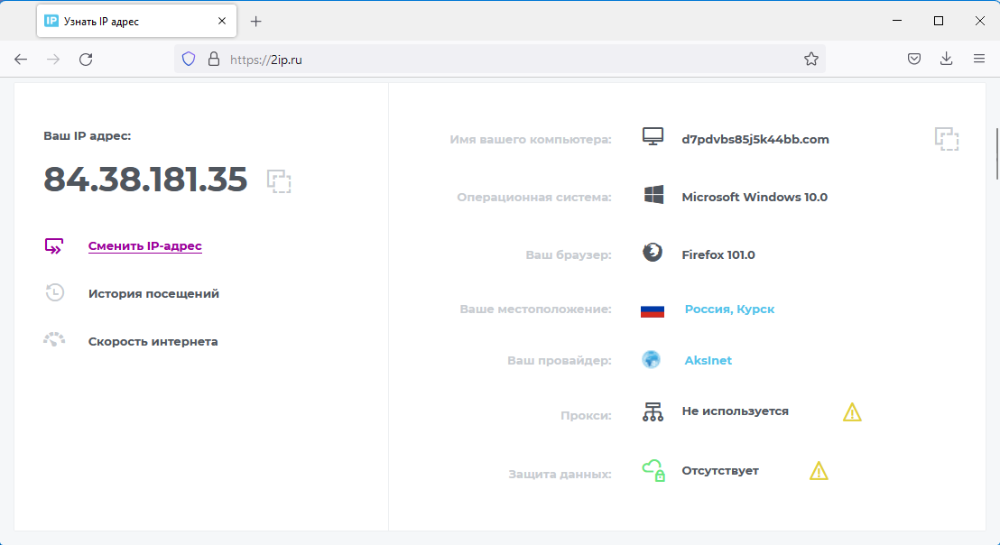 IP Узнать IP адрес
https://2ip.ru
Ваш IP адрес:
84.38.181.35
Сменить IP-адрес
История посещений
Скорость интернета
Имя вашего компьютера: d7pdvbs85j5k44bb.com
Операционная система: Microsoft Windows 10.0
Ваш браузер: Firefox 101.0
Ваше местоположение: Россия, Курск
Ваш провайдер: AksInet
Прокси: Не используется
Защита данных: Отсутствует